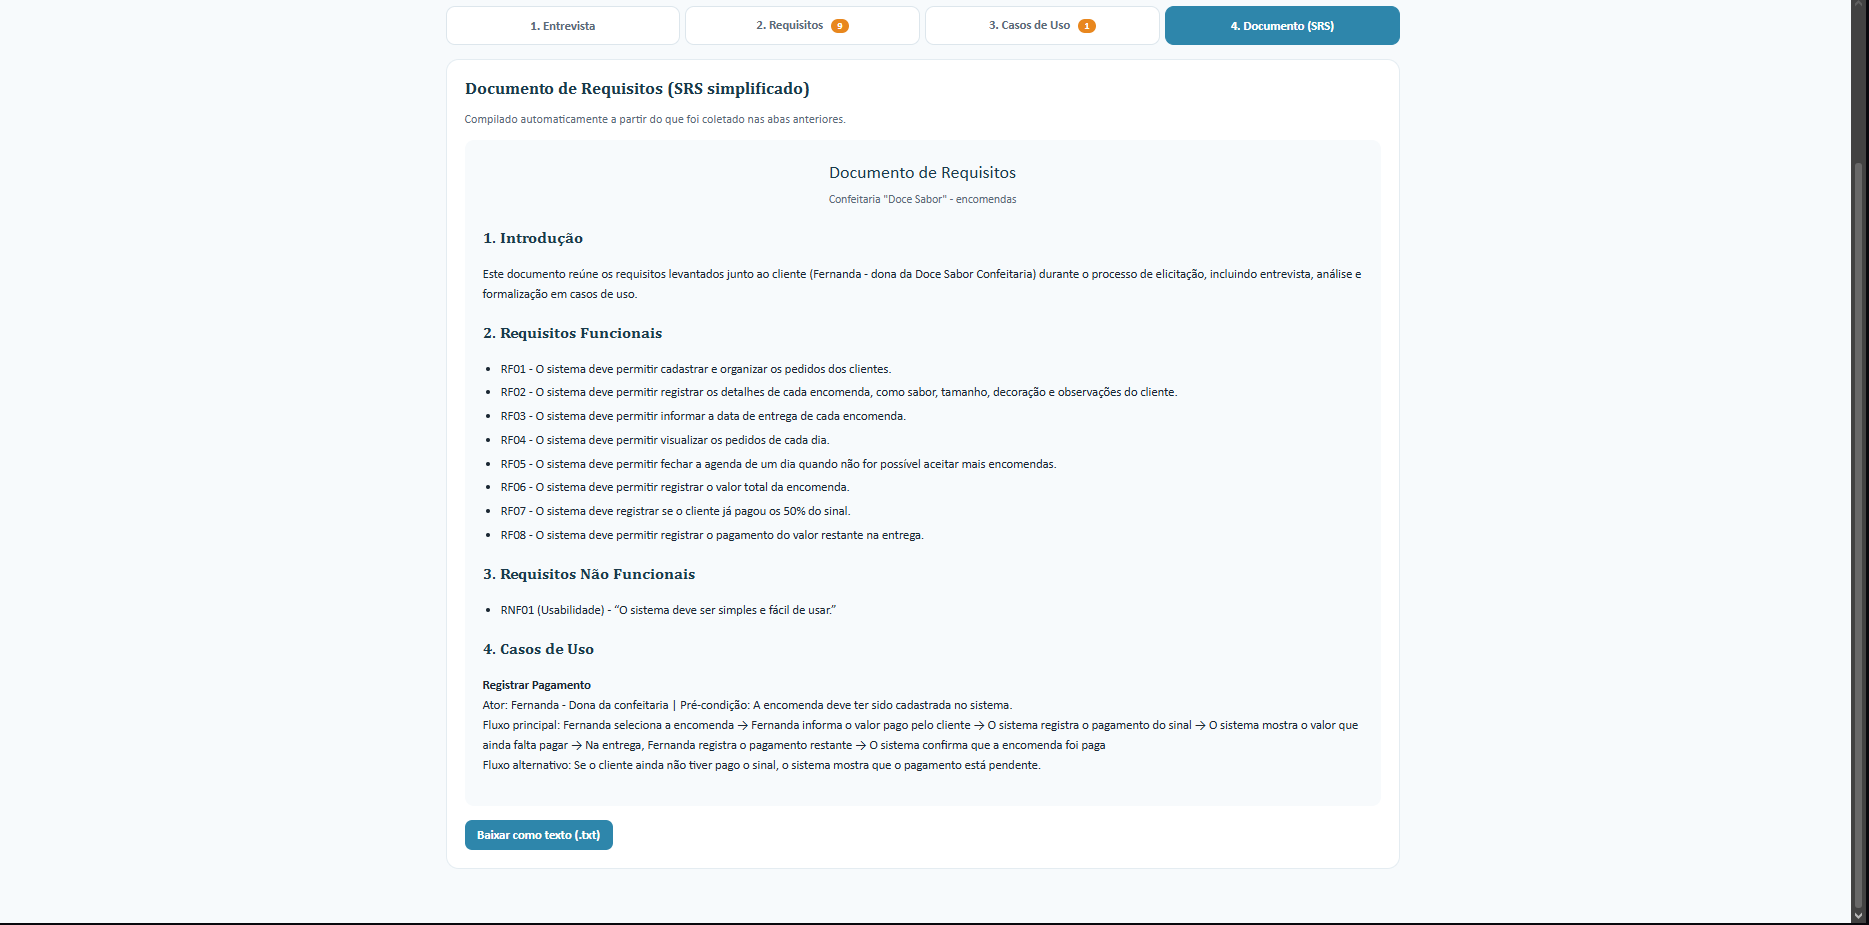 1. Entrevista
2. Requisitos 9
3. Casos de Uso 1
4. Documento (SRS)
Documento de Requisitos (SRS simplificado)
Compilado automaticamente a partir do que foi coletado nas abas anteriores.
Documento de Requisitos
Confeitaria "Doce Sabor" - encomendas
1. Introdução
Este documento reúne os requisitos levantados junto ao cliente (Fernanda - dona da Doce Sabor Confeitaria) durante o processo de elicitação, incluindo entrevista, análise e
formalização em casos de uso.
2. Requisitos Funcionais
• RF01 - O sistema deve permitir cadastrar e organizar os pedidos dos clientes.
• RF02 - O sistema deve permitir registrar os detalhes de cada encomenda, como sabor, tamanho, decoração e observações do cliente.
• RF03 - O sistema deve permitir informar a data de entrega de cada encomenda.
• RF04 - O sistema deve permitir visualizar os pedidos de cada dia.
• RF05 - O sistema deve permitir fechar a agenda de um dia quando não for possível aceitar mais encomendas.
• RF06 - O sistema deve permitir registrar o valor total da encomenda.
• RF07 - O sistema deve registrar se o cliente já pagou os 50% do sinal.
• RF08 - O sistema deve permitir registrar o pagamento do valor restante na entrega.
3. Requisitos Não Funcionais
• RNF01 (Usabilidade) - “O sistema deve ser simples e fácil de usar.”
4. Casos de Uso
Registrar Pagamento
Ator: Fernanda - Dona da confeitaria | Pré-condição: A encomenda deve ter sido cadastrada no sistema.
Fluxo principal: Fernanda seleciona a encomenda → Fernanda informa o valor pago pelo cliente → O sistema registra o pagamento do sinal → O sistema mostra o valor que
ainda falta pagar → Na entrega, Fernanda registra o pagamento restante → O sistema confirma que a encomenda foi paga
Fluxo alternativo: Se o cliente ainda não tiver pago o sinal, o sistema mostra que o pagamento está pendente.
Baixar como texto (.txt)